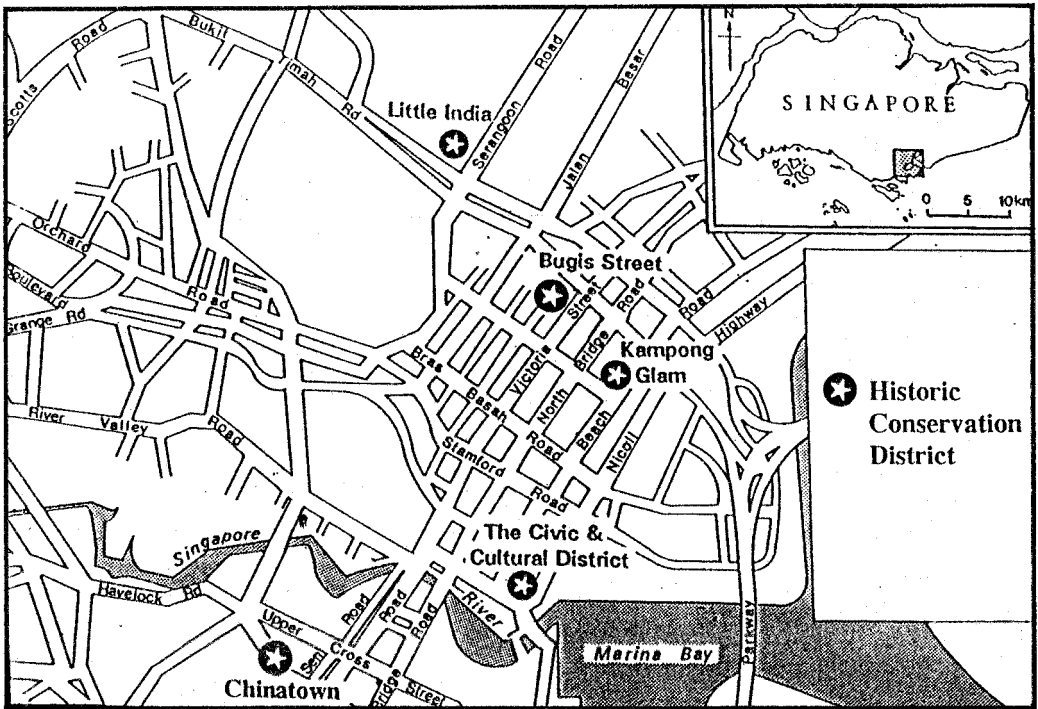 Scotts
Road
Bukit
Timah
Rd
Little India
Serangoon
Road
Jalan
Besar
N
SINGAPORE
0 5 10km
Orchard
Road
Boulevard
Grange Rd
Bugis Street
Victoria
Street
North
Bridge
Road
Kampong
Glam
Beach
Road
Nicoll
Highway
Bras
Basah
Road
Stamford
Road
River
Valley
Road
Historic
Conservation
District
The Civic &
Cultural District
Singapore
River
Havelock Rd
Upper
Cross
Street
Road
Road
Road
Bridge
Chinatown
Marina Bay
Parkway